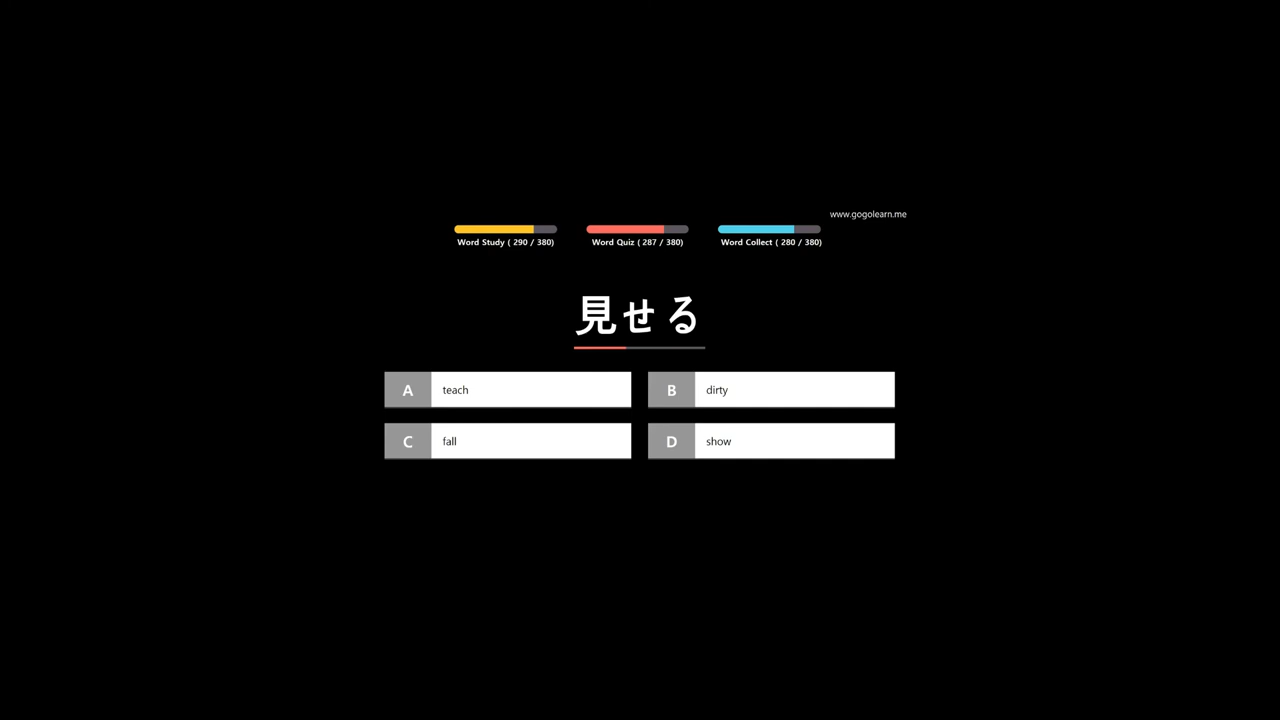 www.gogolearn.me
Word Study ( 290 / 380)
Word Quiz ( 287 / 380)
Word Collect ( 280 / 380)
見せる
A teach
B dirty
C fall
D show